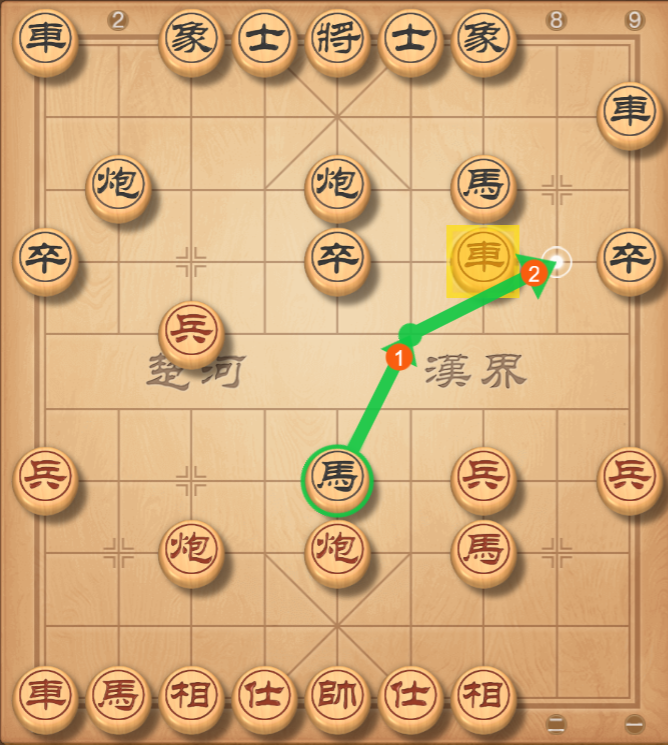 2 8 9
車 象 士 將 士 象
車
炮 炮 馬
卒 卒 車 2 卒
兵
1
楚河 漢界
兵 馬 兵 兵
炮 炮 馬
車 馬 相 仕 帥 仕 相
二 一